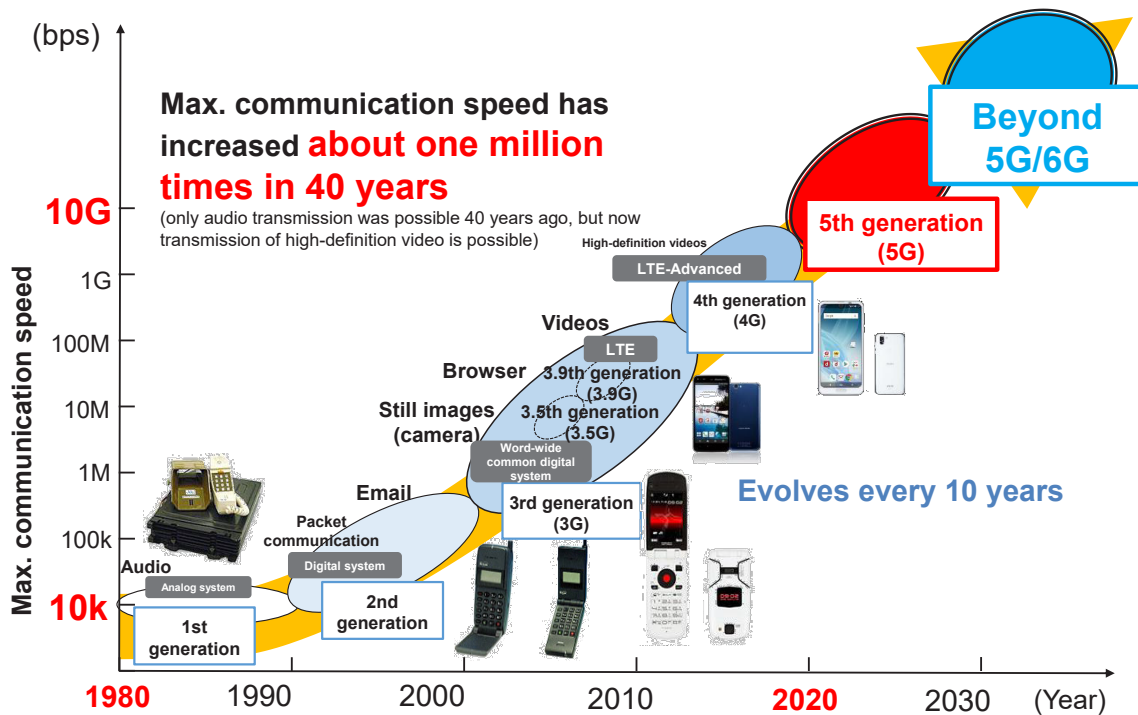 (bps)
Max. communication speed has
increased about one million
times in 40 years
(only audio transmission was possible 40 years ago, but now
transmission of high-definition video is possible)
Beyond
5G/6G
5th generation
(5G)
High-definition videos
LTE-Advanced
4th generation
(4G)
Videos
LTE
Browser
3.9th generation
(3.9G)
Still images
(camera)
3.5th generation
(3.5G)
Word-wide
common digital
system
3rd generation
(3G)
Evolves every 10 years
Email
Packet
communication
Digital system
2nd
generation
Audio
Analog system
1st
generation
Max. communication speed
10G
1G
100M
10M
1M
100k
10k
1980
1990
2000
2010
2020
2030
(Year)